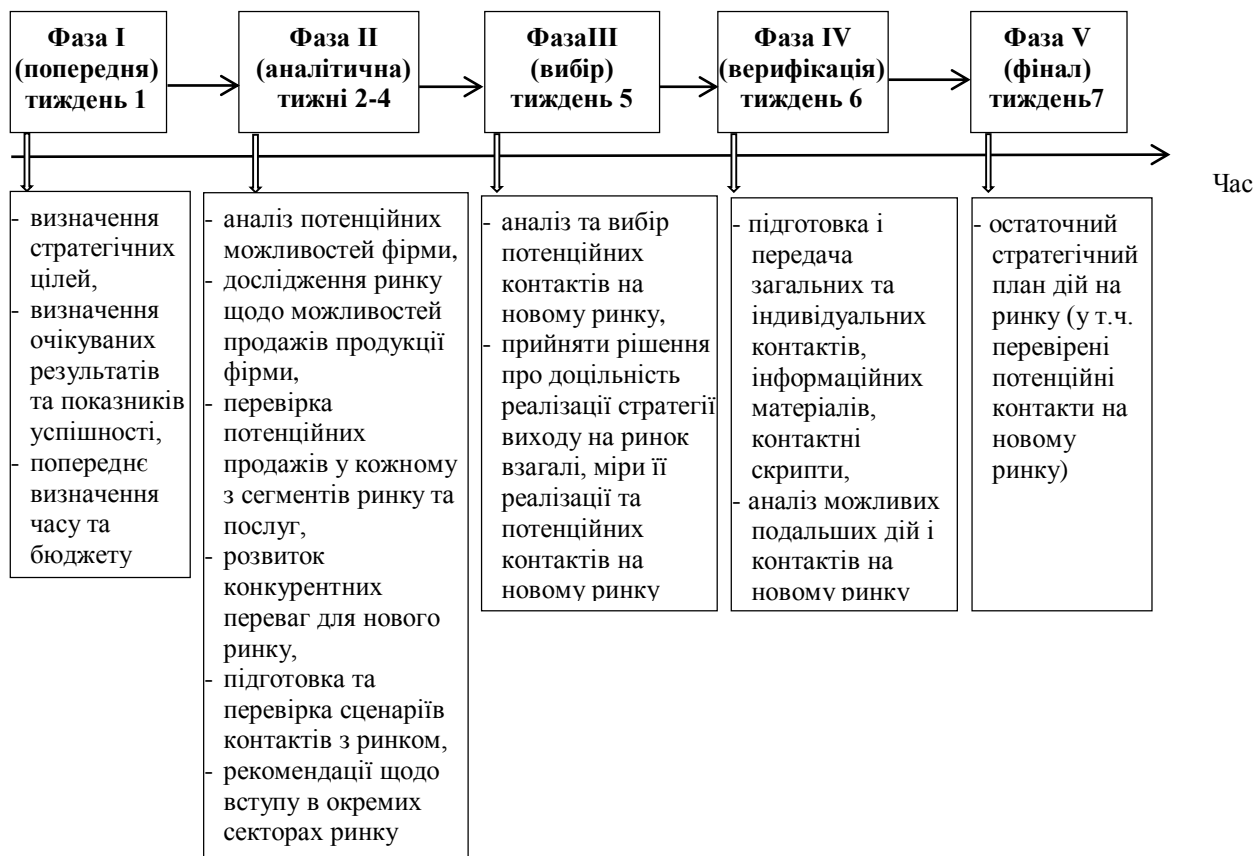 Фаза I
(попередня)
тиждень 1
Фаза II
(аналітична)
тижні 2-4
ФазаIII
(вибір)
тиждень 5
Фаза IV
(верифікація)
тиждень 6
Фаза V
(фінал)
тиждень7
Час
- визначення
стратегічних
цілей,
- визначення
очікуваних
результатів
та показників
успішності,
- попереднє
визначення
часу та
бюджету
- аналіз потенційних
можливостей фірми,
- дослідження ринку
щодо можливостей
продажів продукції
фірми,
- перевірка
потенційних
продажів у кожному
з сегментів ринку та
послуг,
- розвиток
конкурентних
переваг для нового
ринку,
- підготовка та
перевірка сценаріїв
контактів з ринком,
- рекомендації щодо
вступу в окремих
секторах ринку
- аналіз та вибір
потенційних
контактів на
новому ринку,
- прийняти рішення
про доцільність
реалізації стратегії
виходу на ринок
взагалі, міри її
реалізації та
потенційних
контактів на
новому ринку
- підготовка і
передача
загальних та
індивідуальних
контактів,
інформаційних
матеріалів,
контактні
скрипти,
- аналіз можливих
подальших дій і
контактів на
новому ринку
- остаточний
стратегічний
план дій на
ринку (у т.ч.
перевірені
потенційні
контакти на
новому
ринку)